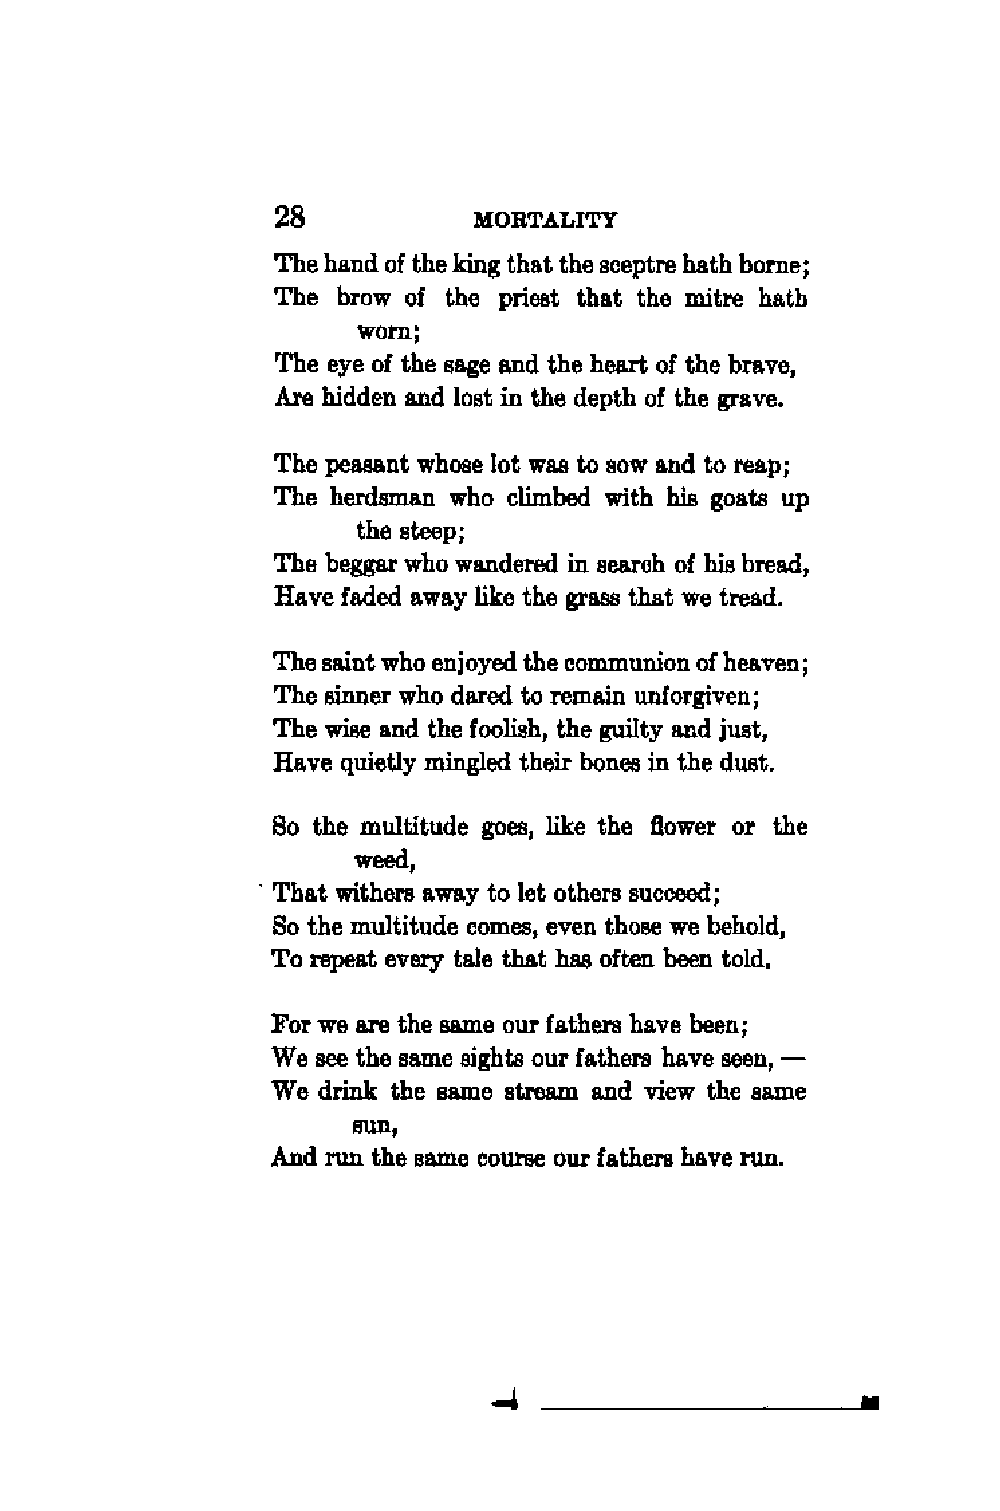 28 MORTALITY
The hand of the king that the sceptre hath borne;
The brow of the priest that the mitre hath
worn;
The eye of the sage and the heart of the brave,
Are hidden and lost in the depth of the grave.
The peasant whose lot was to sow and to reap;
The herdsman who climbed with his goats up
the steep;
The beggar who wandered in search of his bread,
Have faded away like the grass that we tread.
The saint who enjoyed the communion of heaven;
The sinner who dared to remain unforgiven;
The wise and the foolish, the guilty and just,
Have quietly mingled their bones in the dust.
So the multitude goes, like the flower or the
weed,
That withers away to let others succeed;
So the multitude comes, even those we behold,
To repeat every tale that has often been told.
For we are the same our fathers have been;
We see the same sights our fathers have seen, —
We drink the same stream and view the same
sun,
And run the same course our fathers have run.